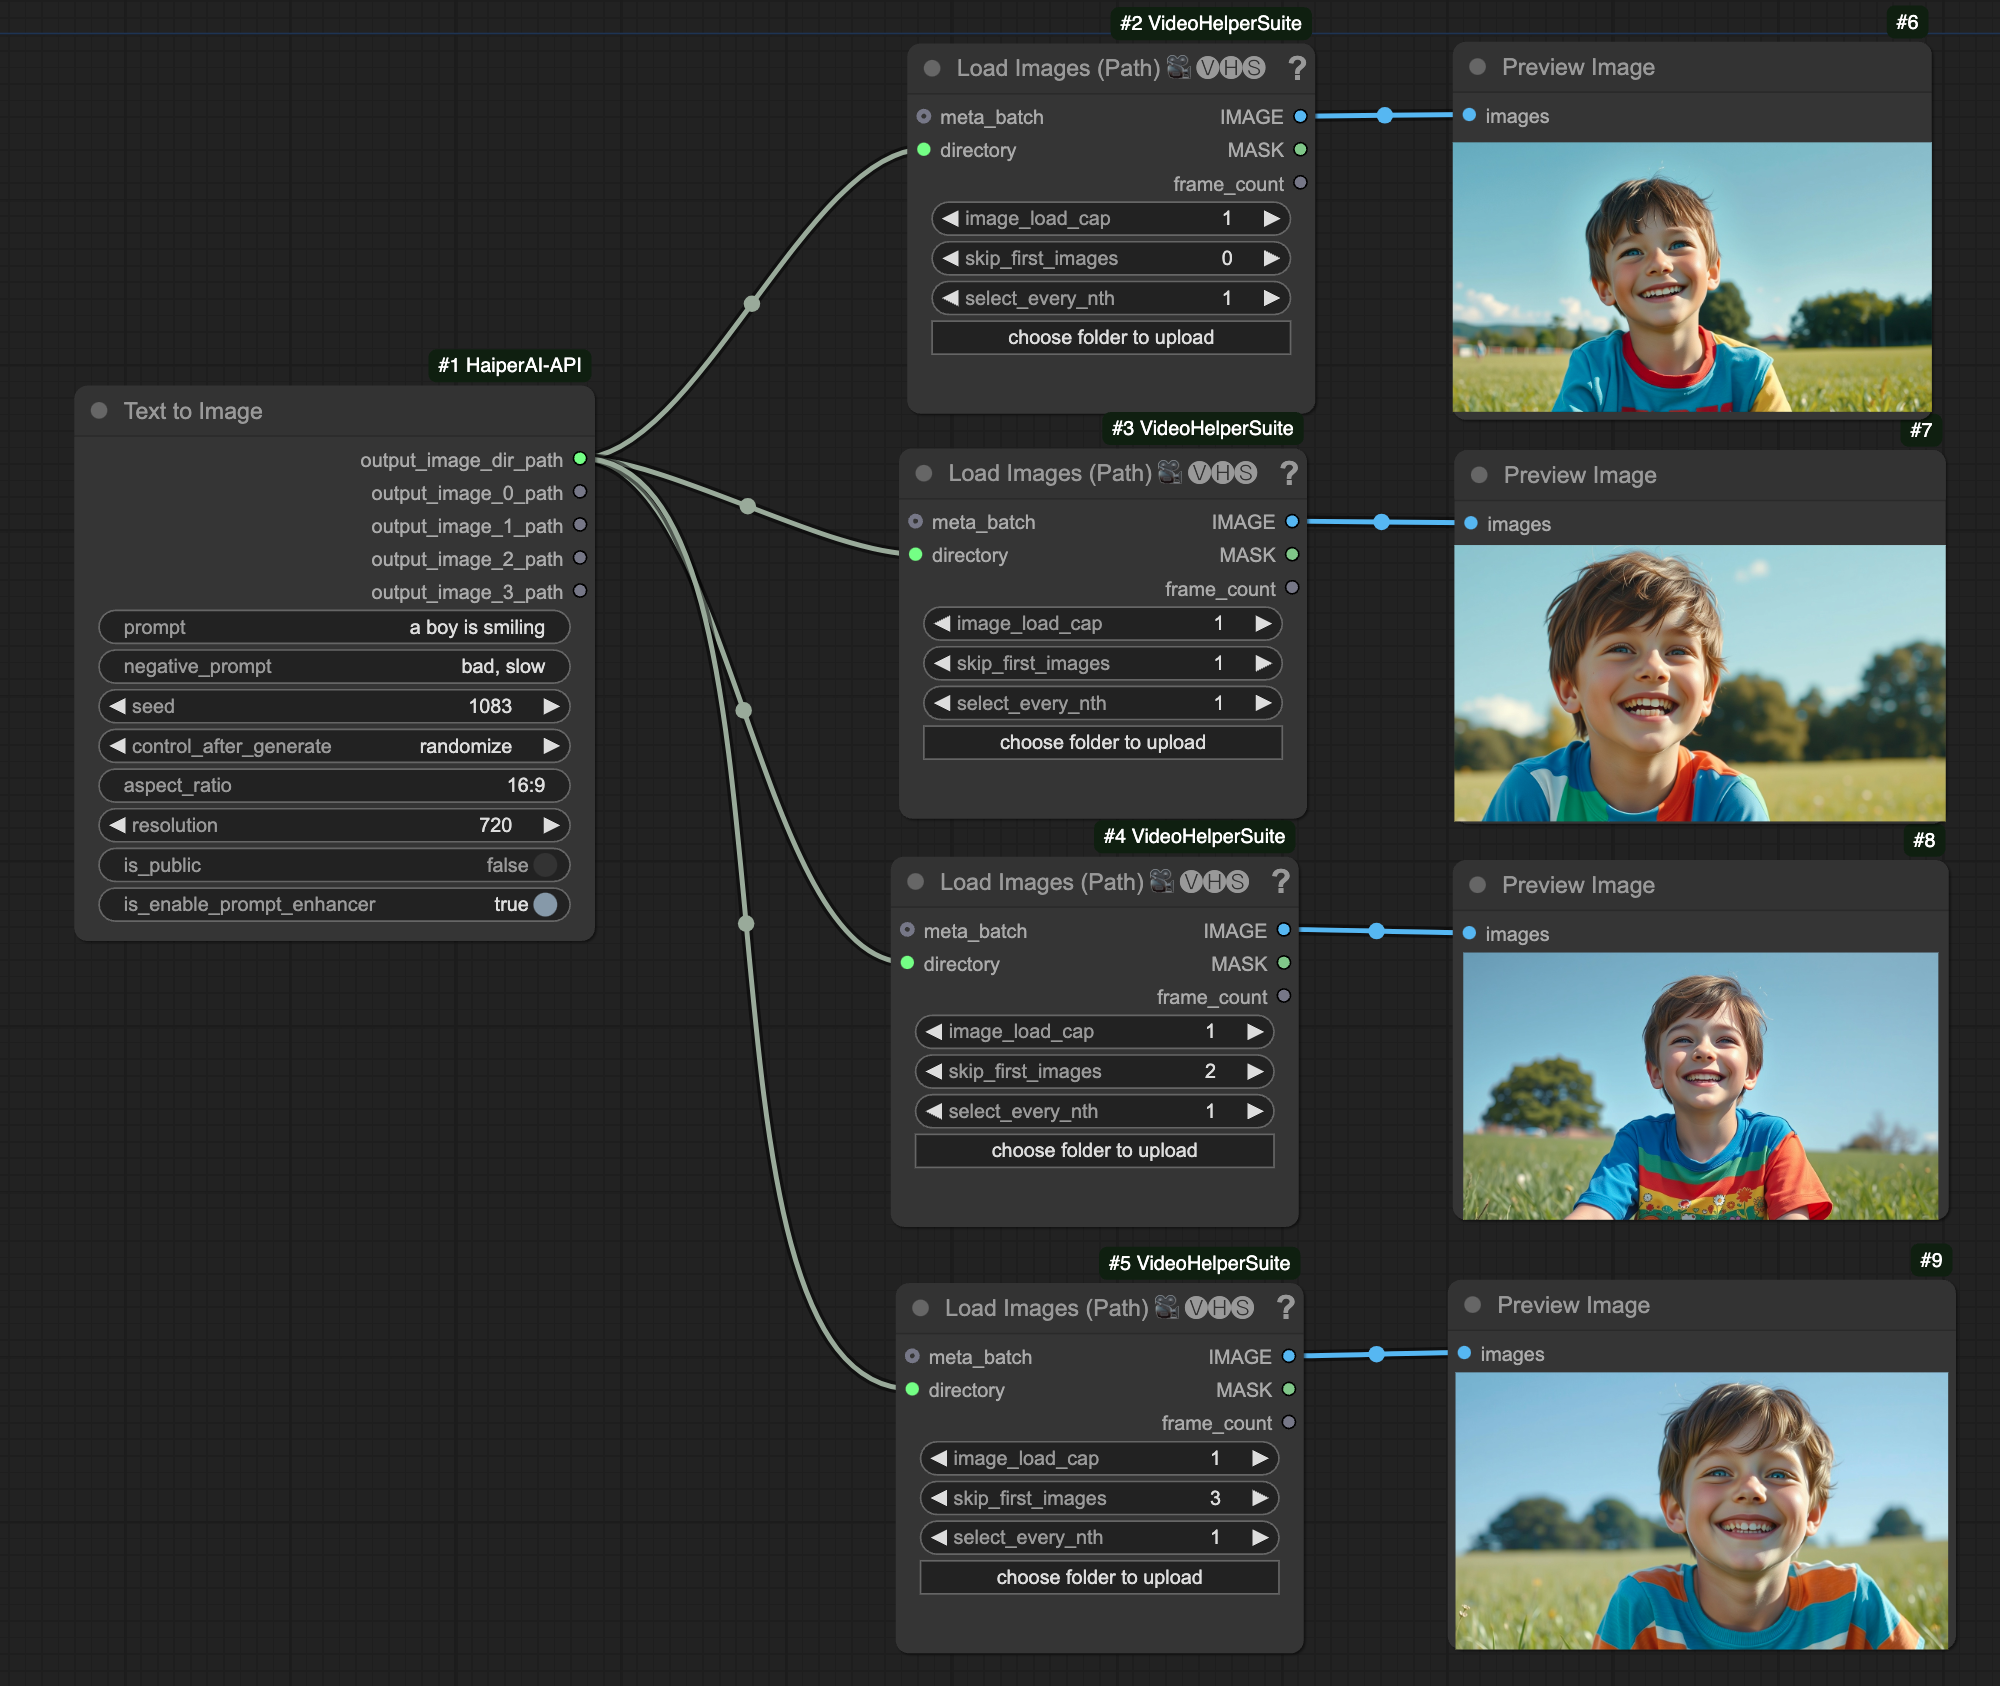 #1 HaiperAI-API
Text to Image
output_image_dir_path
output_image_0_path
output_image_1_path
output_image_2_path
output_image_3_path
prompt a boy is smiling
negative_prompt bad, slow
seed 1083
control_after_generate randomize
aspect_ratio 16:9
resolution 720
is_public false
is_enable_prompt_enhancer true
#2 VideoHelperSuite
Load Images (Path) 🎥🅥🅗🅢 ?
meta_batch IMAGE
directory MASK
frame_count
image_load_cap 1
skip_first_images 0
select_every_nth 1
choose folder to upload
#6
Preview Image
images
#3 VideoHelperSuite
Load Images (Path) 🎥🅥🅗🅢 ?
meta_batch IMAGE
directory MASK
frame_count
image_load_cap 1
skip_first_images 1
select_every_nth 1
choose folder to upload
#7
Preview Image
images
#4 VideoHelperSuite
Load Images (Path) 🎥🅥🅗🅢 ?
meta_batch IMAGE
directory MASK
frame_count
image_load_cap 1
skip_first_images 2
select_every_nth 1
choose folder to upload
#8
Preview Image
images
#5 VideoHelperSuite
Load Images (Path) 🎥🅥🅗🅢 ?
meta_batch IMAGE
directory MASK
frame_count
image_load_cap 1
skip_first_images 3
select_every_nth 1
choose folder to upload
#9
Preview Image
images